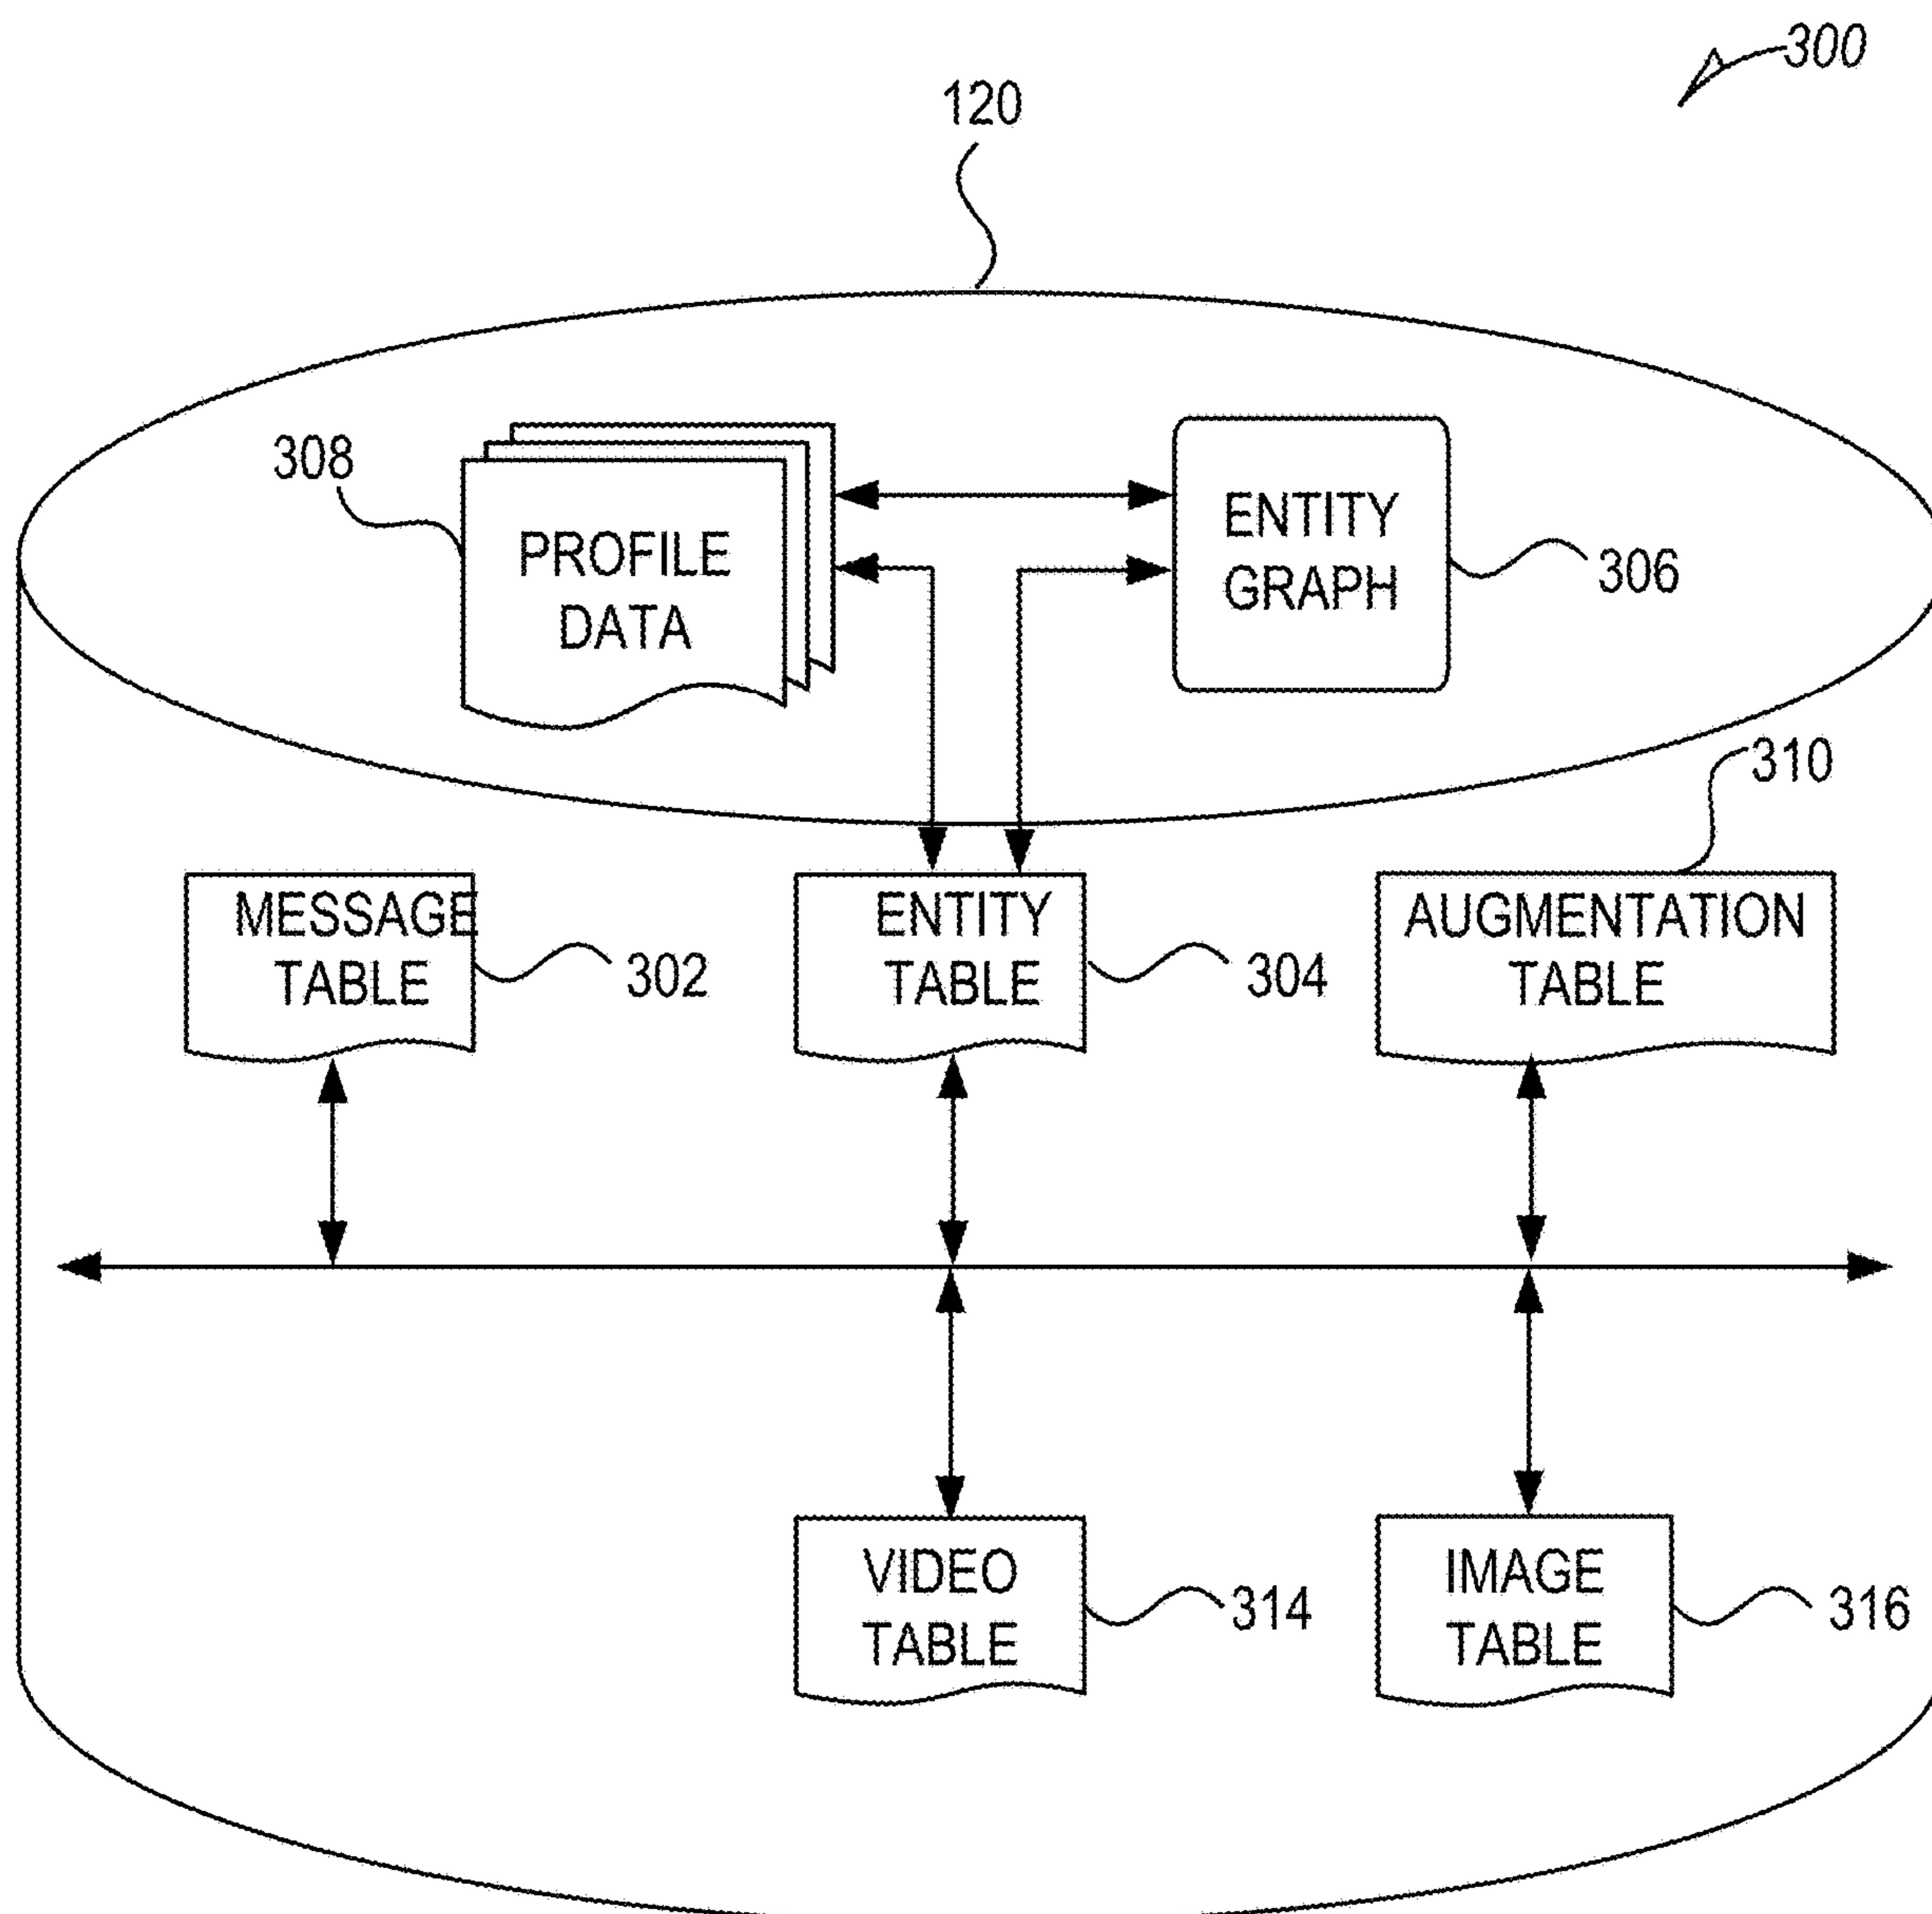 300
120
308
PROFILE
DATA
ENTITY
GRAPH
306
310
MESSAGE
TABLE
302
ENTITY
TABLE
304
AUGMENTATION
TABLE
VIDEO
TABLE
314
IMAGE
TABLE
316